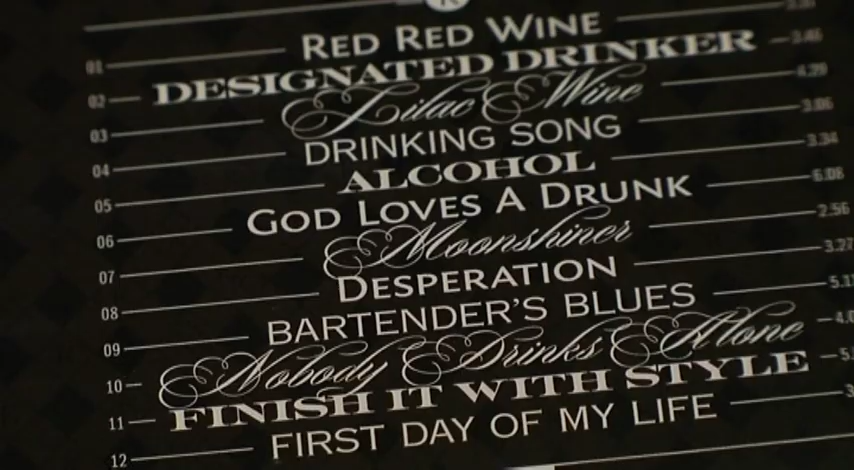 01 RED RED WINE
02 DESIGNATED DRINKER 3.46
03 Lilac Wine 4.29
04 DRINKING SONG 3.06
05 ALCOHOL 3.34
06 GOD LOVES A DRUNK 6.08
07 Moonshiner 2.56
08 DESPERATION 3.27
09 BARTENDER'S BLUES
10 Nobody Drinks Alone
11 FINISH IT WITH STYLE
12 FIRST DAY OF MY LIFE